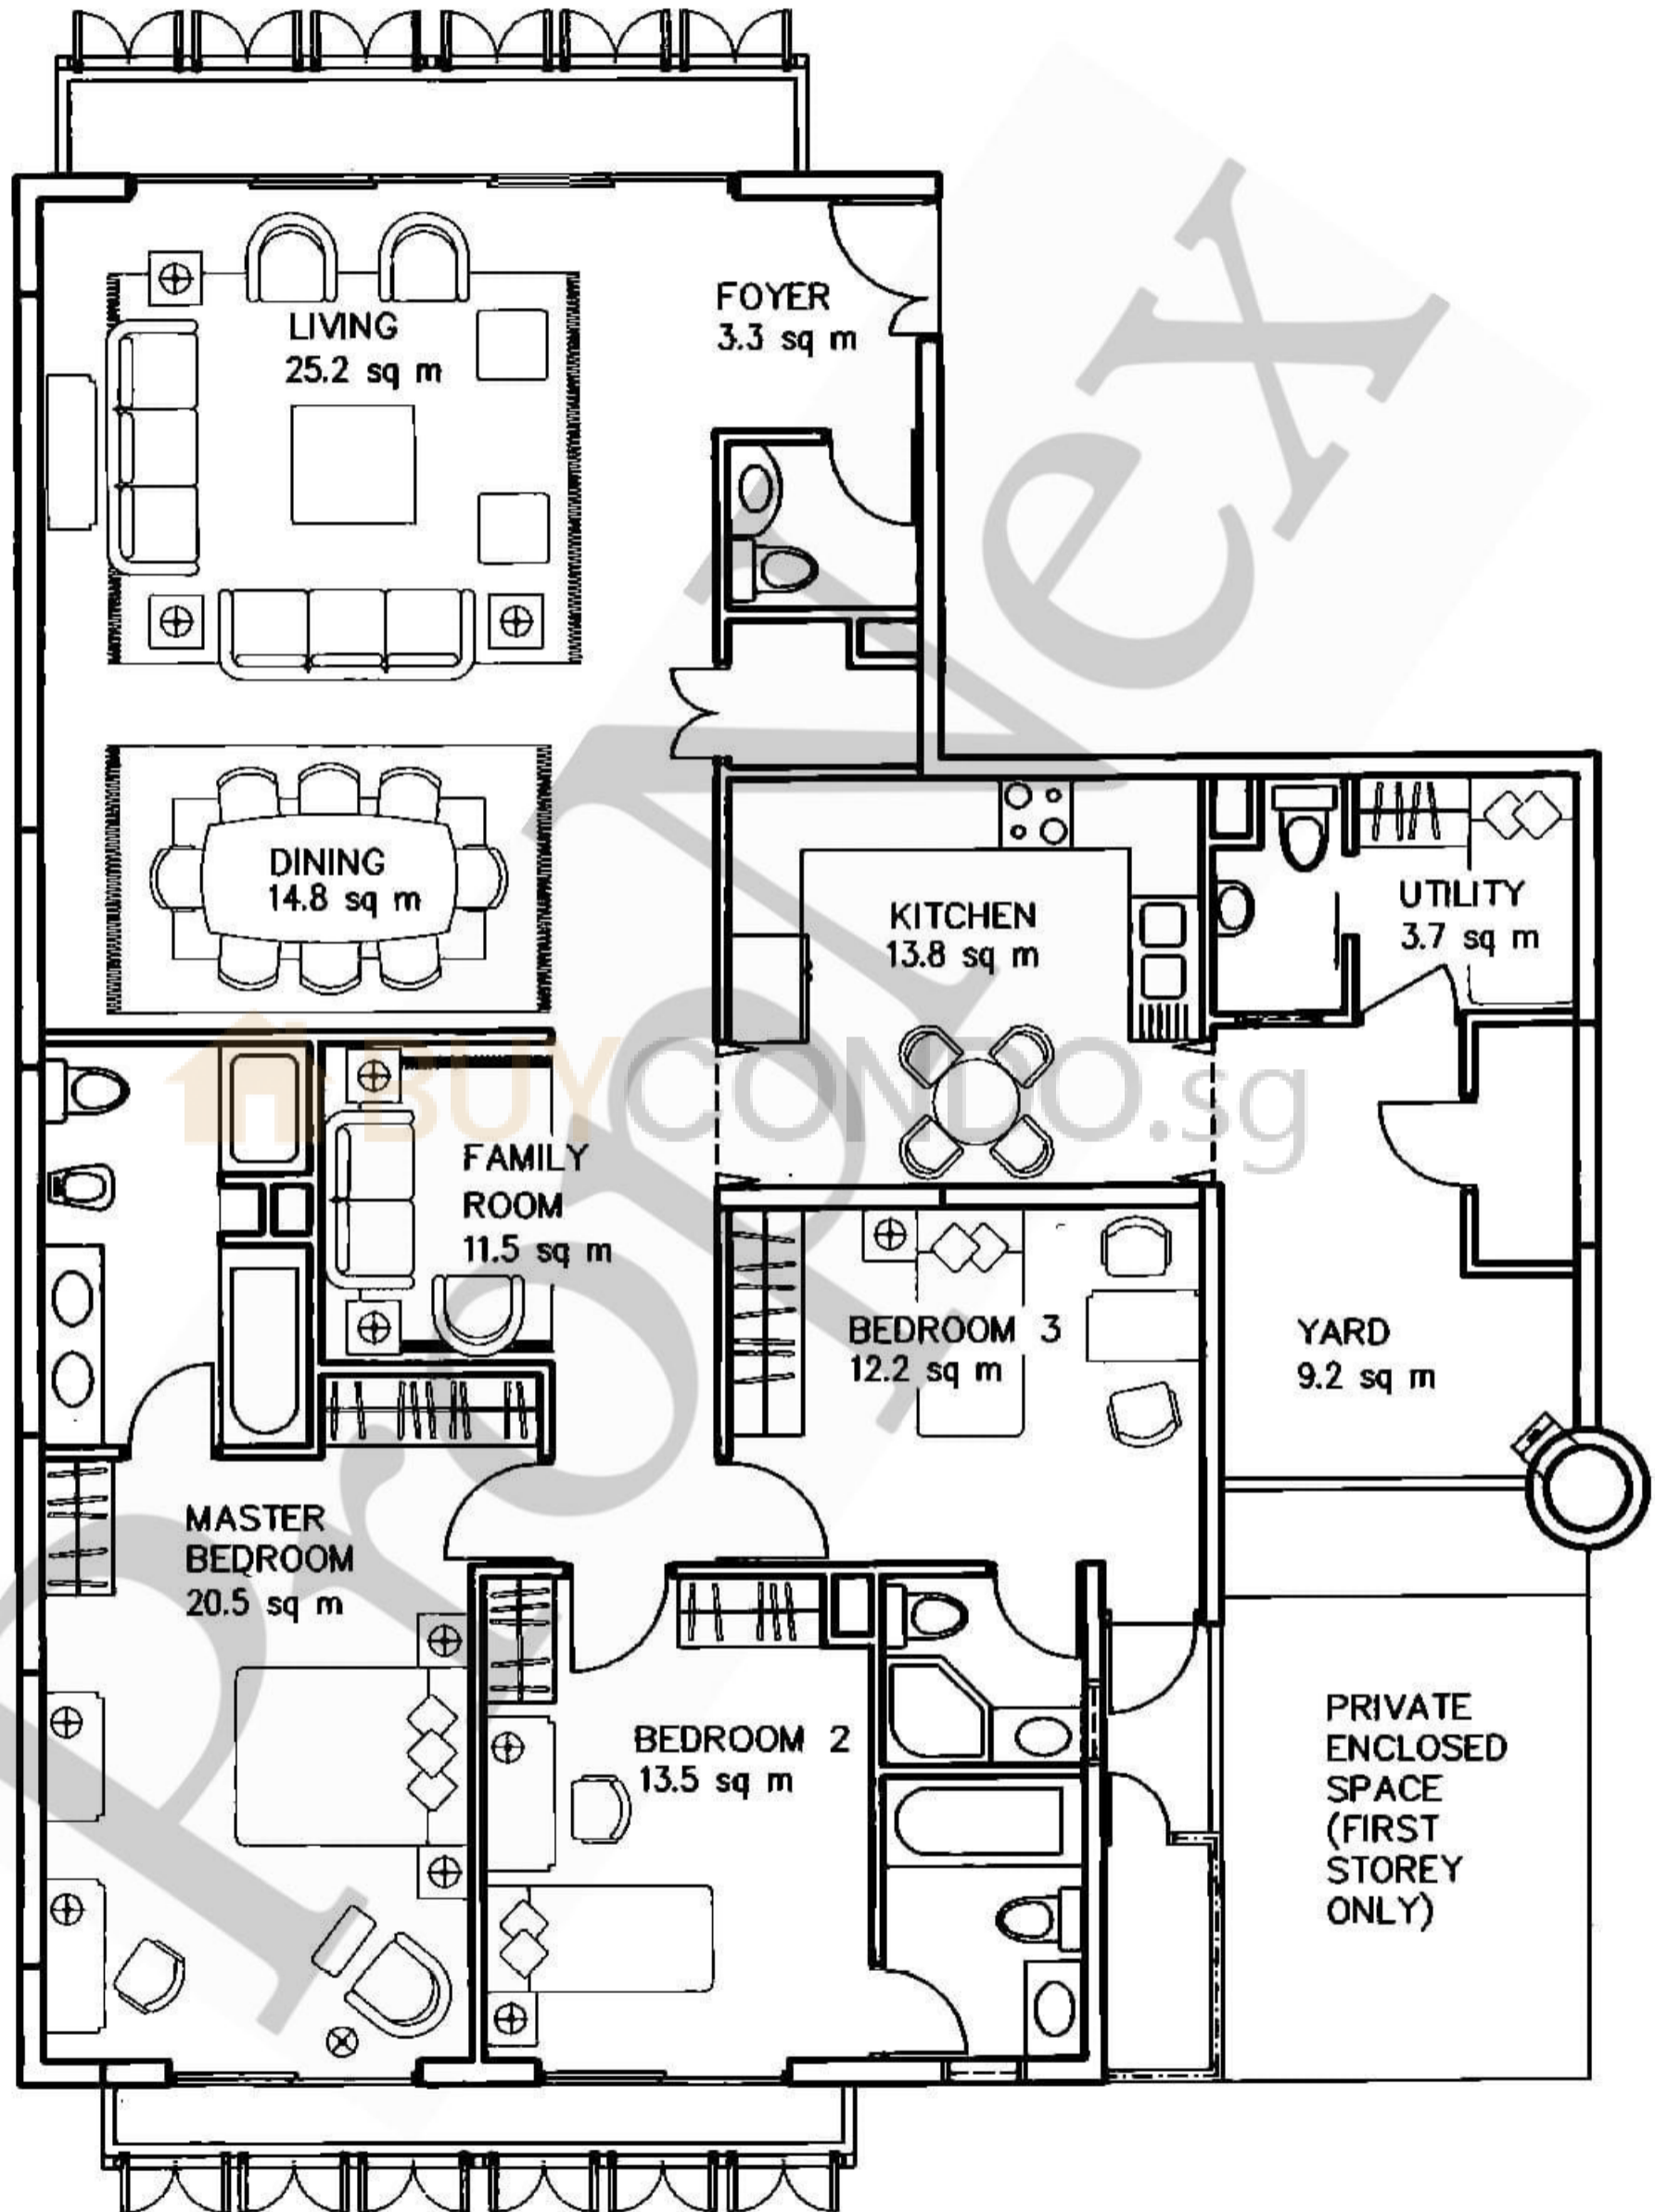 FOYER
3.3 sq m
LIVING
25.2 sq m
DINING
14.8 sq m
KITCHEN
13.8 sq m
UTILITY
3.7 sq m
BUYCONDO.sg
FAMILY
ROOM
11.5 sq m
BEDROOM 3
12.2 sq m
YARD
9.2 sq m
MASTER
BEDROOM
20.5 sq m
BEDROOM 2
13.5 sq m
PRIVATE
ENCLOSED
SPACE
(FIRST
STOREY
ONLY)
PropNex